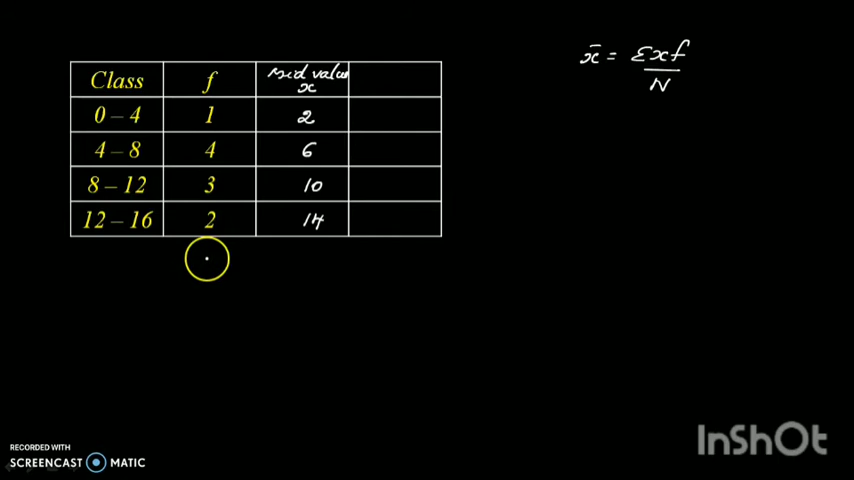 Class f Mid value x
0 – 4 1 2
4 – 8 4 6
8 – 12 3 10
12 – 16 2 14
x̄ = Σxf / N
RECORDED WITH
SCREENCAST MATIC
InShOt